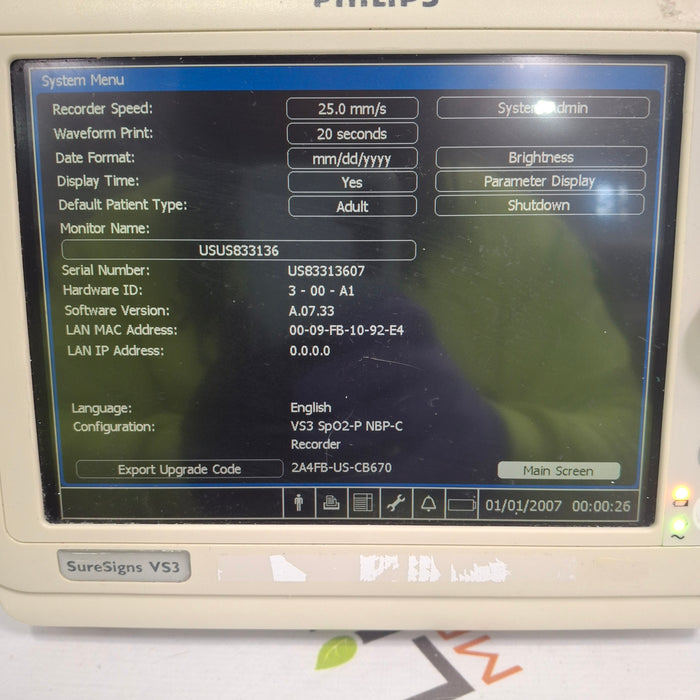 PHILIPS
System Menu
Recorder Speed: 25.0 mm/s System Admin
Waveform Print: 20 seconds
Date Format: mm/dd/yyyy Brightness
Display Time: Yes Parameter Display
Default Patient Type: Adult Shutdown
Monitor Name:
USUS833136
Serial Number: US83313607
Hardware ID: 3 - 00 - A1
Software Version: A.07.33
LAN MAC Address: 00-09-FB-10-92-E4
LAN IP Address: 0.0.0.0
Language: English
Configuration: VS3 SpO2-P NBP-C
Recorder
Export Upgrade Code 2A4FB-US-CB670 Main Screen
01/01/2007 00:00:26
SureSigns VS3